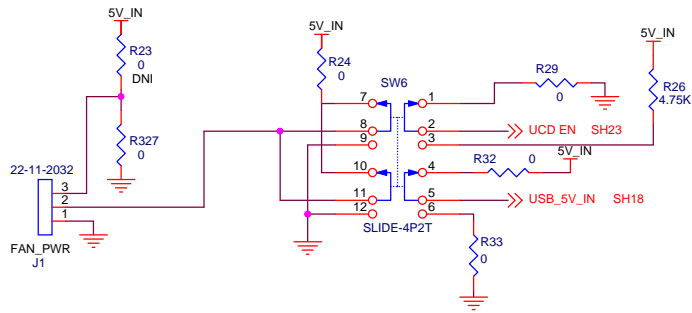 5V_IN
R23
0
DNI
R327
0
22-11-2032
3
2
1
FAN_PWR
J1
5V_IN
R24
0
SW6
7
8
9
10
11
12
1
2
3
4
5
6
SLIDE-4P2T
R29
0
5V_IN
R26
4.75K
UCD EN SH23
R32 0
5V_IN
USB_5V_IN SH18
R33
0